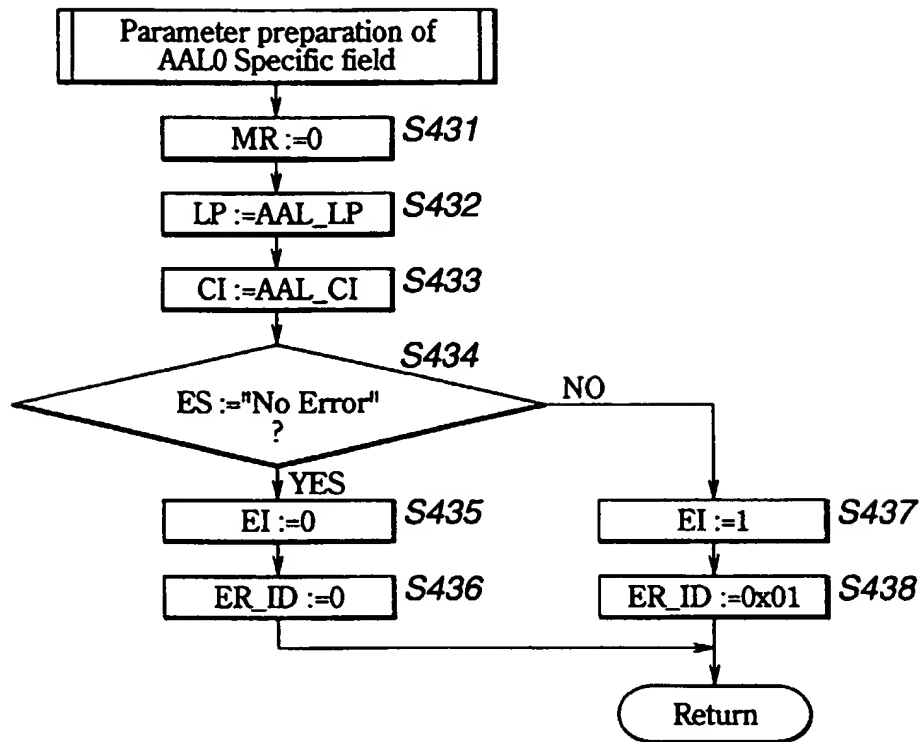 Parameter preparation of
AAL0 Specific field
MR :=0
S431
LP :=AAL_LP
S432
CI :=AAL_CI
S433
S434
ES :="No Error"
?
NO
YES
EI :=0
S435
EI :=1
S437
ER_ID :=0
S436
ER_ID :=0x01
S438
Return